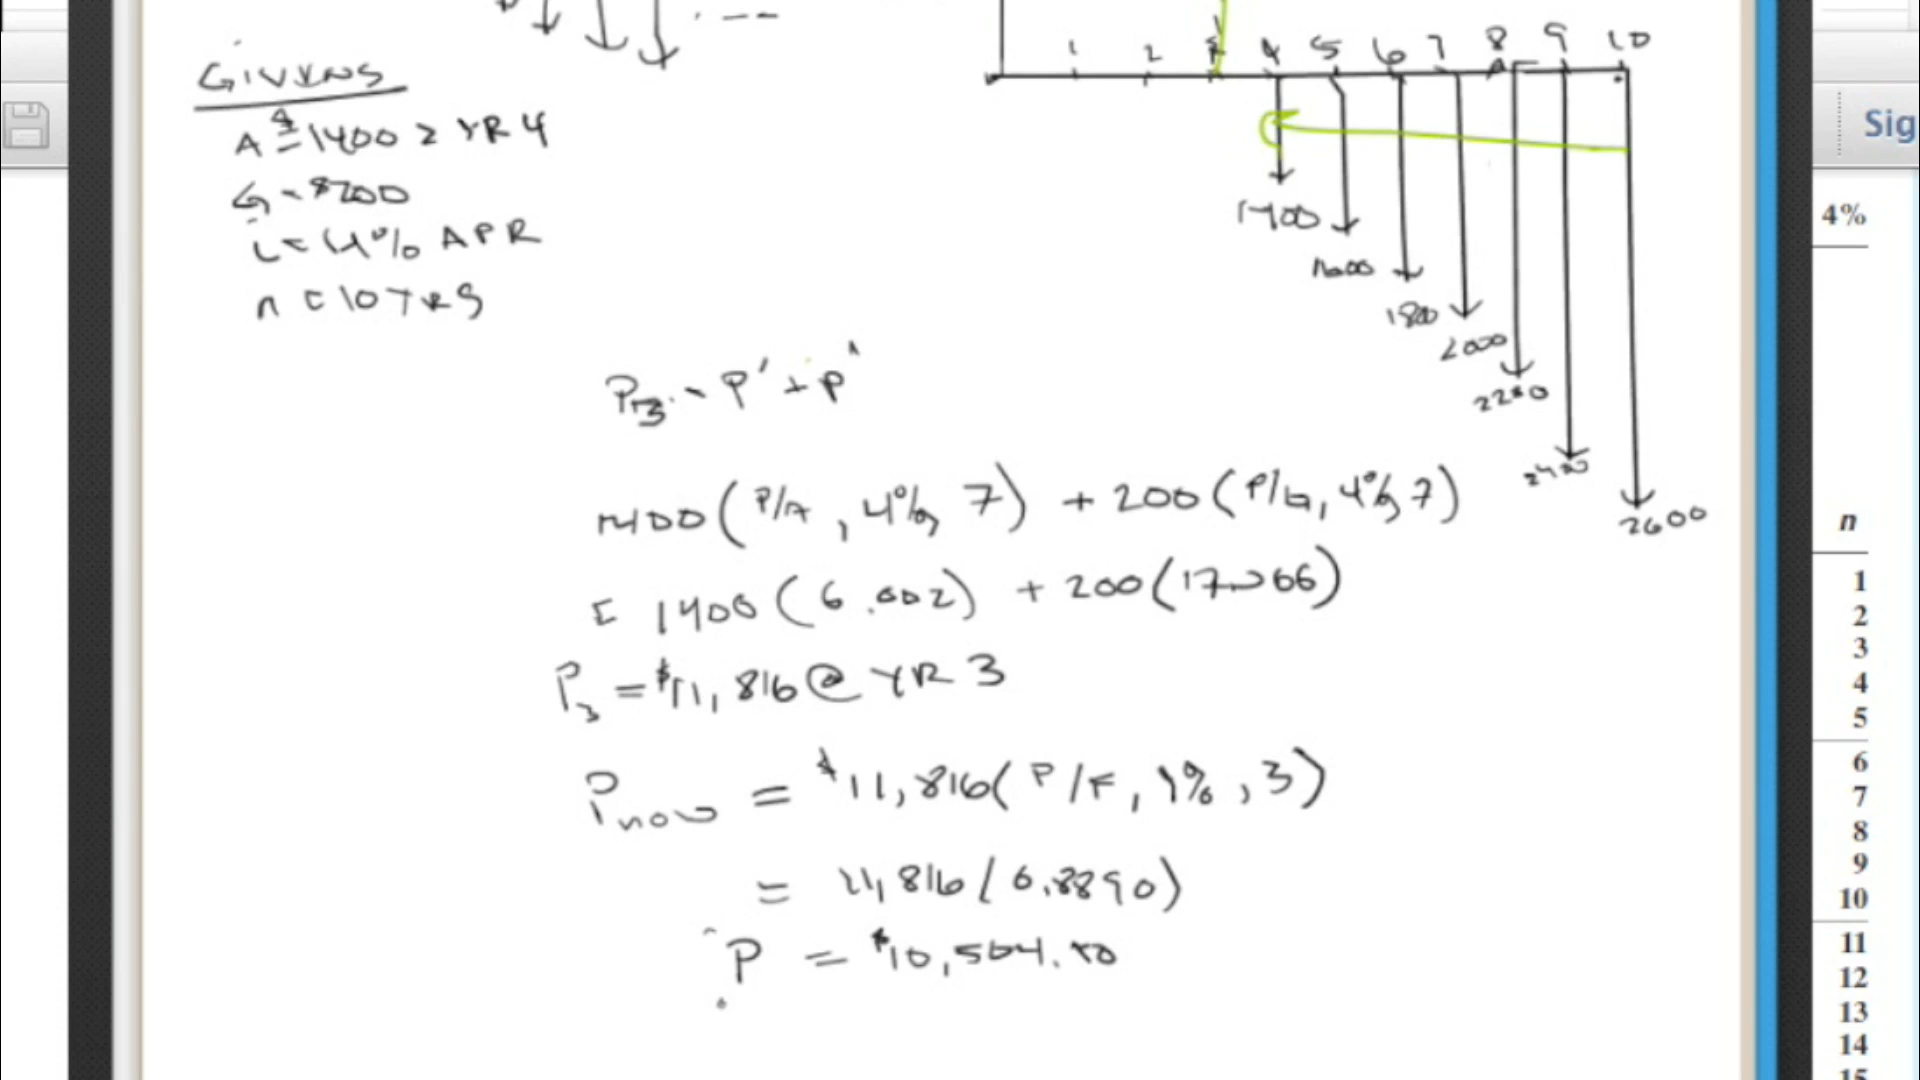 1 2 3 4 5 6 7 8 9 10
GIVENS
A = $1400 @ YR 4
G = $200
i = 4% APR
n = 10 YRS
1400
1600
1800
2000
2200
2400
2600
P3 = P' + P"
1400 (P/A, 4%, 7) + 200 (P/G, 4%, 7)
= 1400 (6.002) + 200 (17.066)
P3 = $11,816 @ YR 3
Pnow = $11,816 (P/F, 4%, 3)
= 11,816 (0.8890)
P = $10,504.
Sig
4%
n
1
2
3
4
5
6
7
8
9
10
11
12
13
14
15